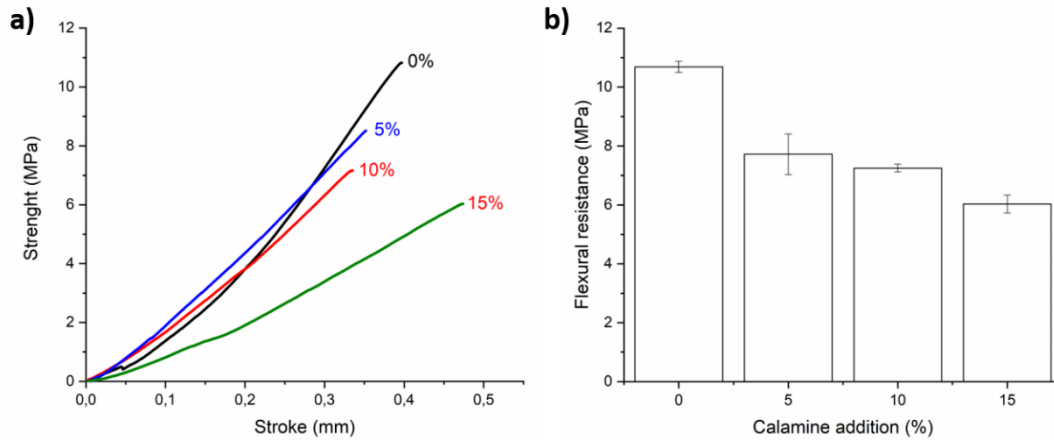 a)
12
10
8
6
4
2
0
Strenght (MPa)
0%
5%
10%
15%
0,0 0,1 0,2 0,3 0,4 0,5
Stroke (mm)
b)
12
10
8
6
4
2
0
Flexural resistance (MPa)
0 5 10 15
Calamine addition (%)